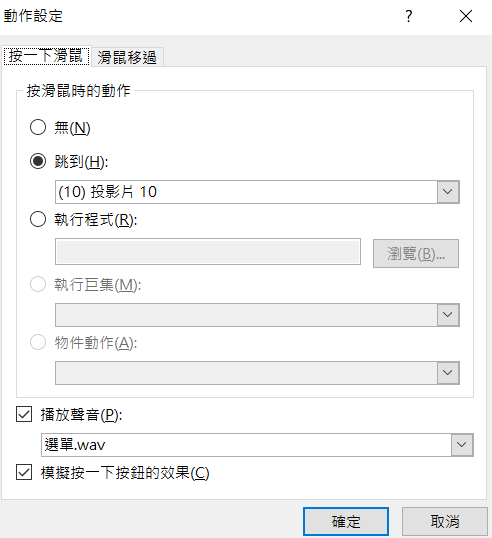 動作設定 ?
按一下滑鼠 滑鼠移過
按滑鼠時的動作
無(N)
跳到(H):
(10) 投影片 10
執行程式(R):
瀏覽(B)...
執行巨集(M):
物件動作(A):
播放聲音(P):
選單.wav
模擬按一下按鈕的效果(C)
確定 取消